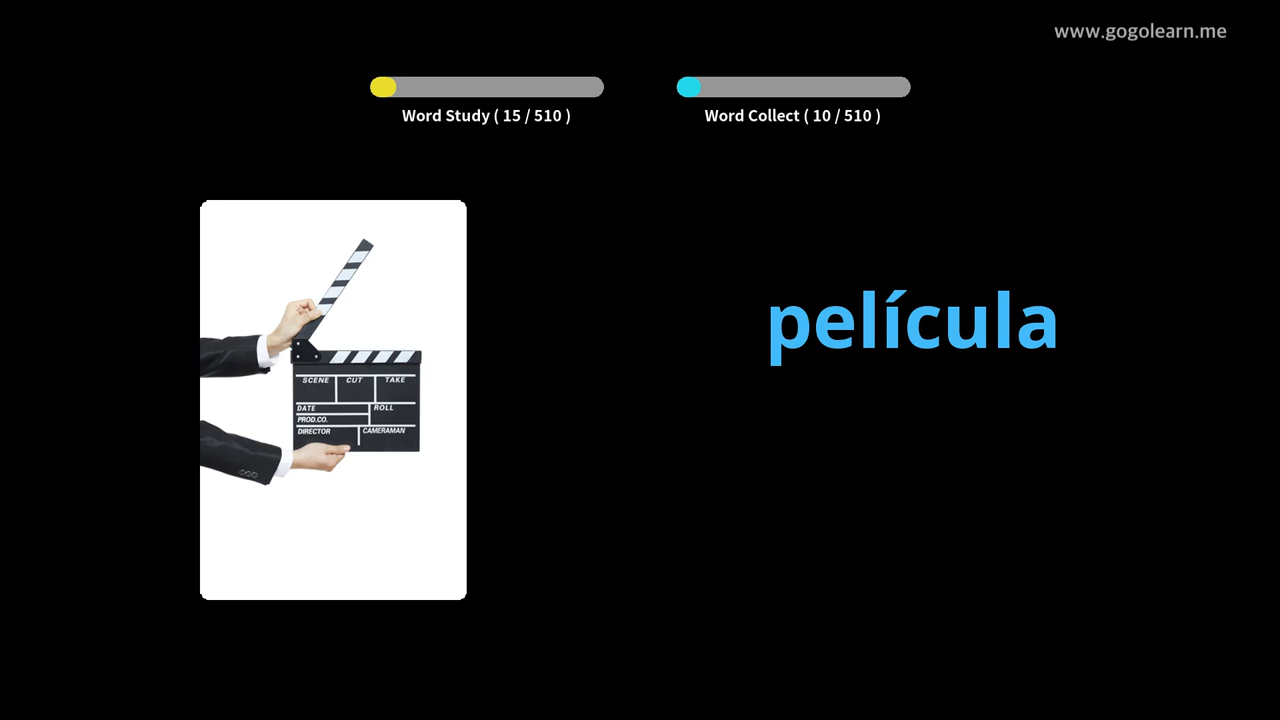 www.gogolearn.me
Word Study ( 15 / 510 )
Word Collect ( 10 / 510 )
película
SCENE CUT TAKE
DATE ROLL
PROD.CO.
DIRECTOR CAMERAMAN